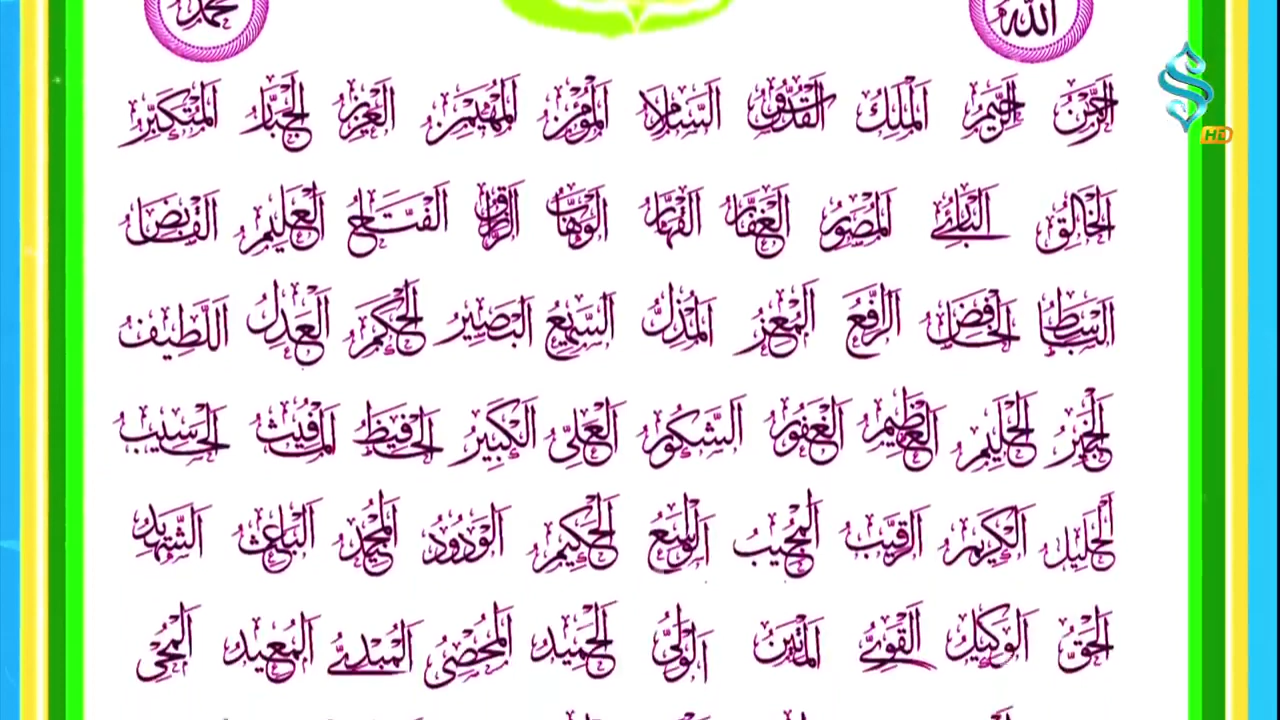 الله محمد
HD
الرحمن الرحيم الملك القدوس السلام المؤمن المهيمن العزيز الجبار المتكبر
الخالق البارئ المصور الغفار القهار الوهاب الرزاق الفتاح العليم القابض
الباسط الخافض الرافع المعز المذل السميع البصير الحكم العدل اللطيف
الخبير الحليم العظيم الغفور الشكور العلي الكبير الحفيظ المقيت الحسيب
الجليل الكريم الرقيب المجيب الواسع الحكيم الودود المجيد الباعث الشهيد
الحق الوكيل القوي المتين الولي الحميد المحصي المبدئ المعيد المحيي